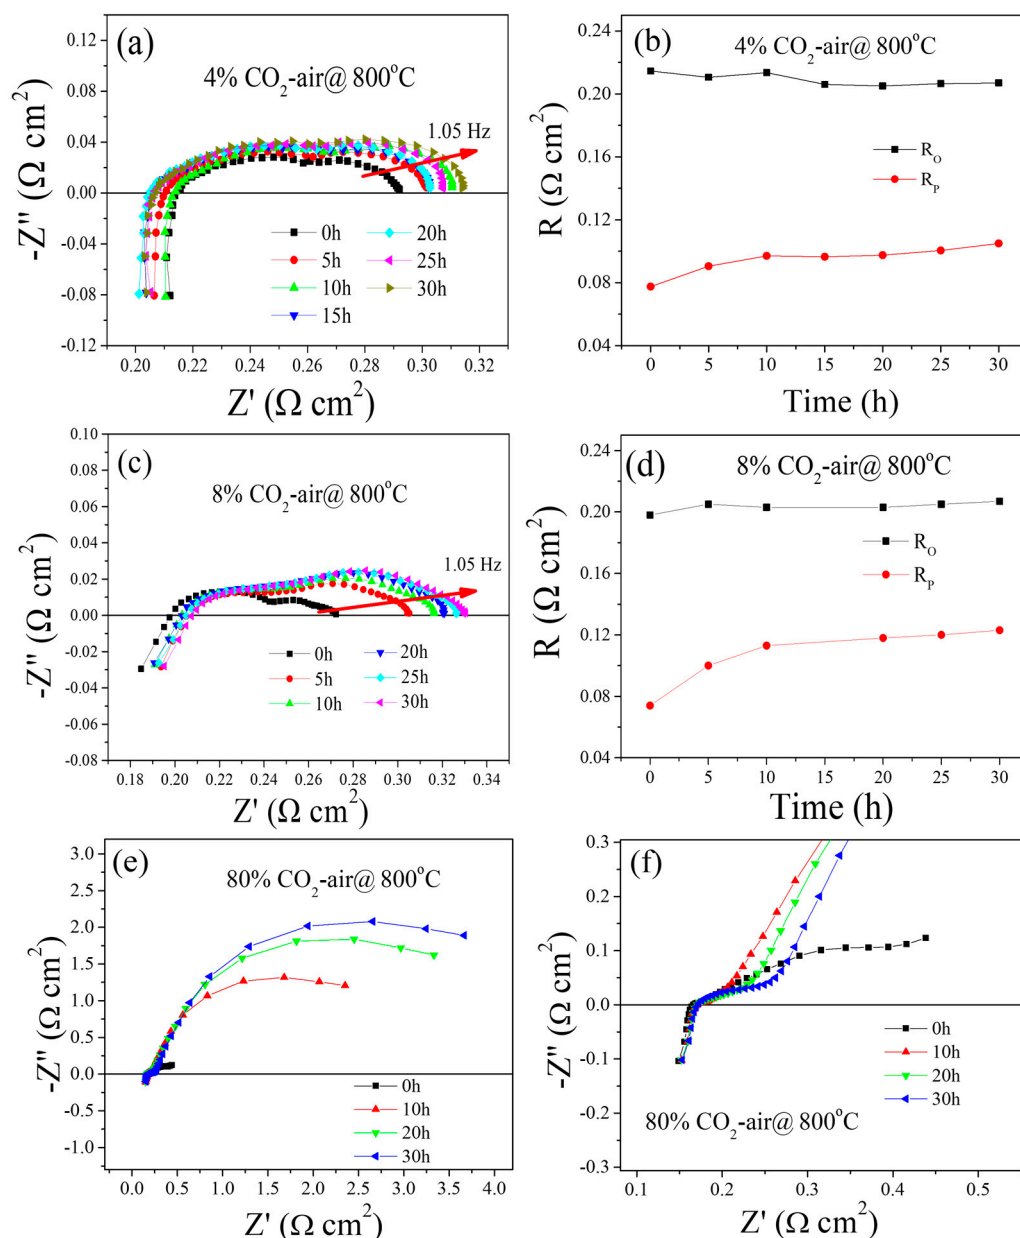 (a)
4% CO2-air@ 800°C
1.05 Hz
0.12
0.08
0.04
0.00
-0.04
-0.08
-0.12
-Z" (Ω cm²)
0h
5h
10h
15h
20h
25h
30h
0.20 0.22 0.24 0.26 0.28 0.30 0.32
Z' (Ω cm²)
(b)
4% CO2-air@ 800°C
0.24
0.20
0.16
0.12
0.08
0.04
R (Ω cm²)
RO
RP
0 5 10 15 20 25 30
Time (h)
(c)
8% CO2-air@ 800°C
1.05 Hz
0.10
0.08
0.06
0.04
0.02
0.00
-0.02
-0.04
-0.06
-0.08
-Z" (Ω cm²)
0h
5h
10h
20h
25h
30h
0.18 0.20 0.22 0.24 0.26 0.28 0.30 0.32 0.34
Z' (Ω cm²)
(d)
8% CO2-air@ 800°C
0.24
0.20
0.16
0.12
0.08
0.04
R (Ω cm²)
RO
RP
0 5 10 15 20 25 30
Time (h)
(e)
80% CO2-air@ 800°C
3.0
2.5
2.0
1.5
1.0
0.5
0.0
-0.5
-1.0
-Z" (Ω cm²)
0h
10h
20h
30h
0.0 0.5 1.0 1.5 2.0 2.5 3.0 3.5 4.0
Z' (Ω cm²)
(f)
0.3
0.2
0.1
0.0
-0.1
-0.2
-0.3
-Z" (Ω cm²)
0h
10h
20h
30h
80% CO2-air@ 800°C
0.1 0.2 0.3 0.4 0.5
Z' (Ω cm²)